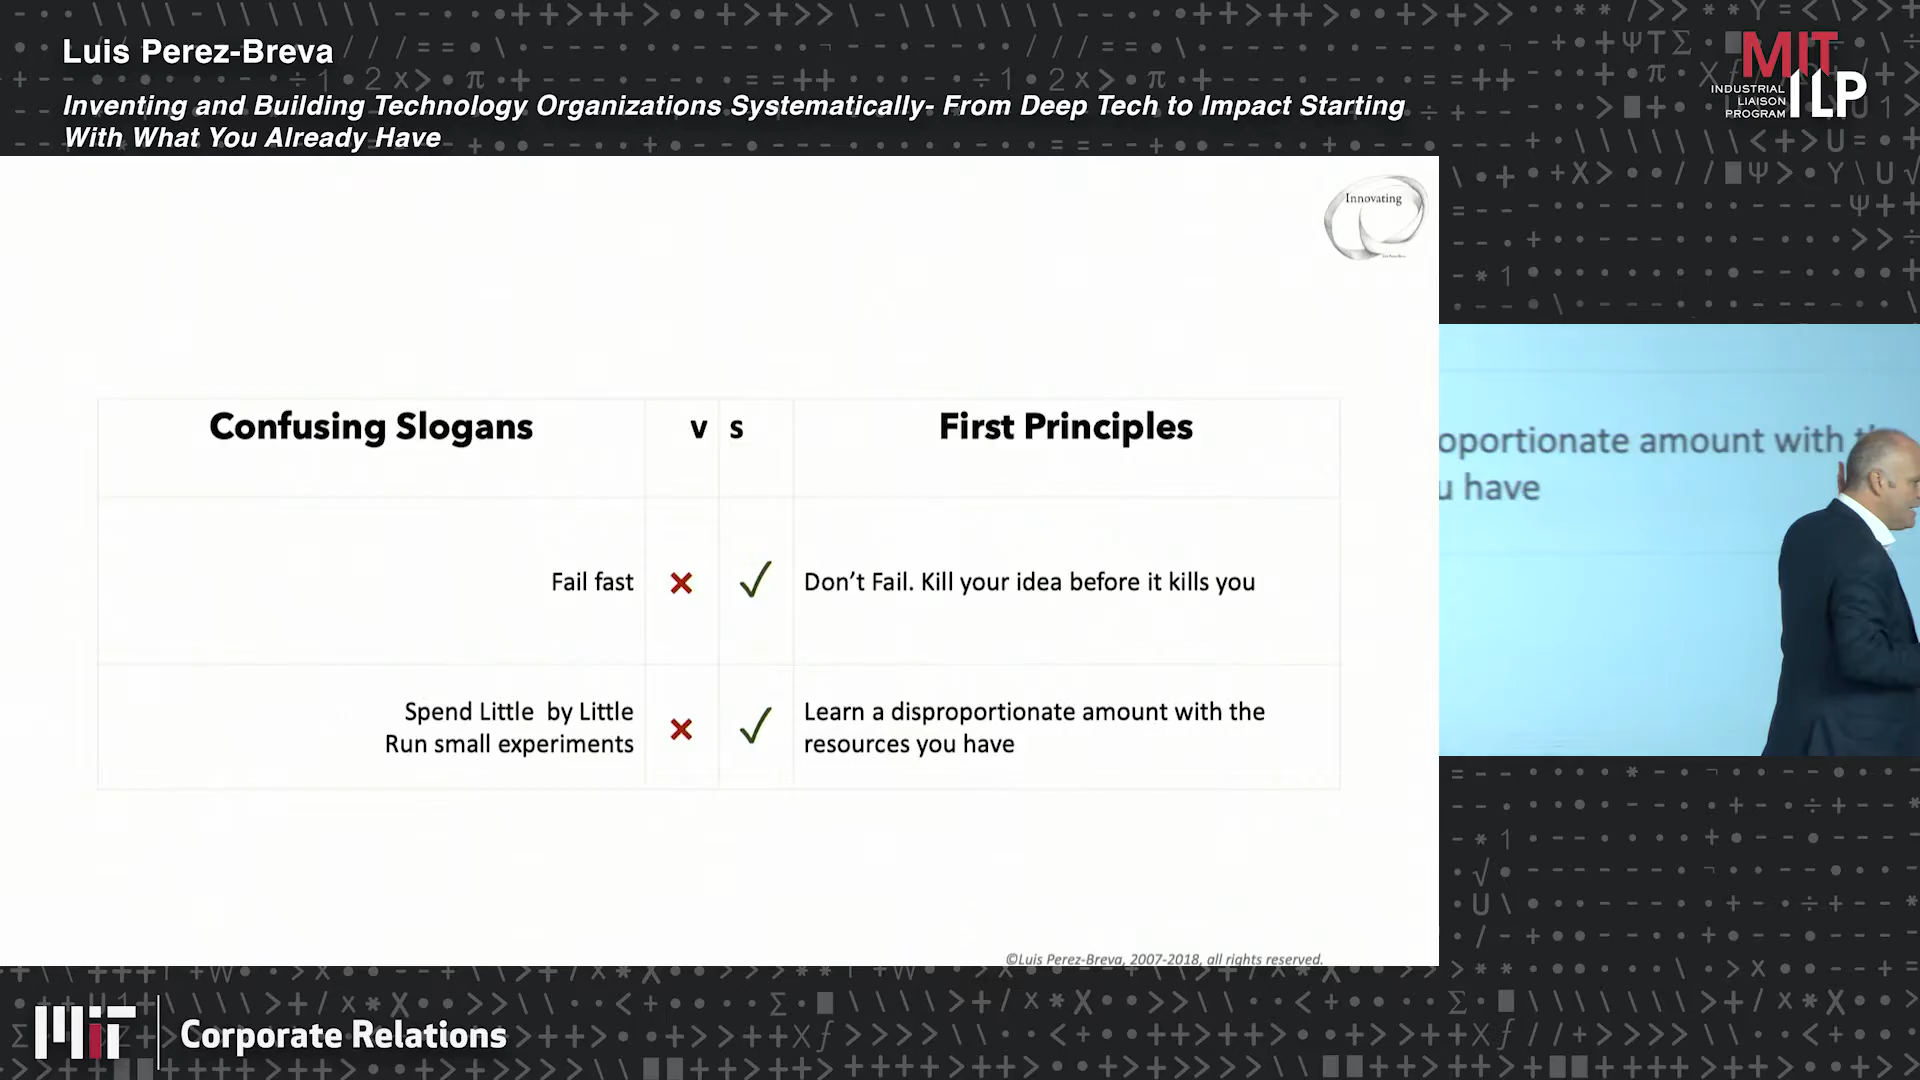 Luis Perez-Breva
Inventing and Building Technology Organizations Systematically- From Deep Tech to Impact Starting
With What You Already Have
MIT
INDUSTRIAL
LIAISON
PROGRAM
ILP
Innovating
Confusing Slogans
v s
First Principles
Fail fast
Don’t Fail. Kill your idea before it kills you
Spend Little by Little
Run small experiments
Learn a disproportionate amount with the
resources you have
oportionate amount with
u have
©Luis Perez-Breva, 2007-2018, all rights reserved.
MIT
Corporate Relations